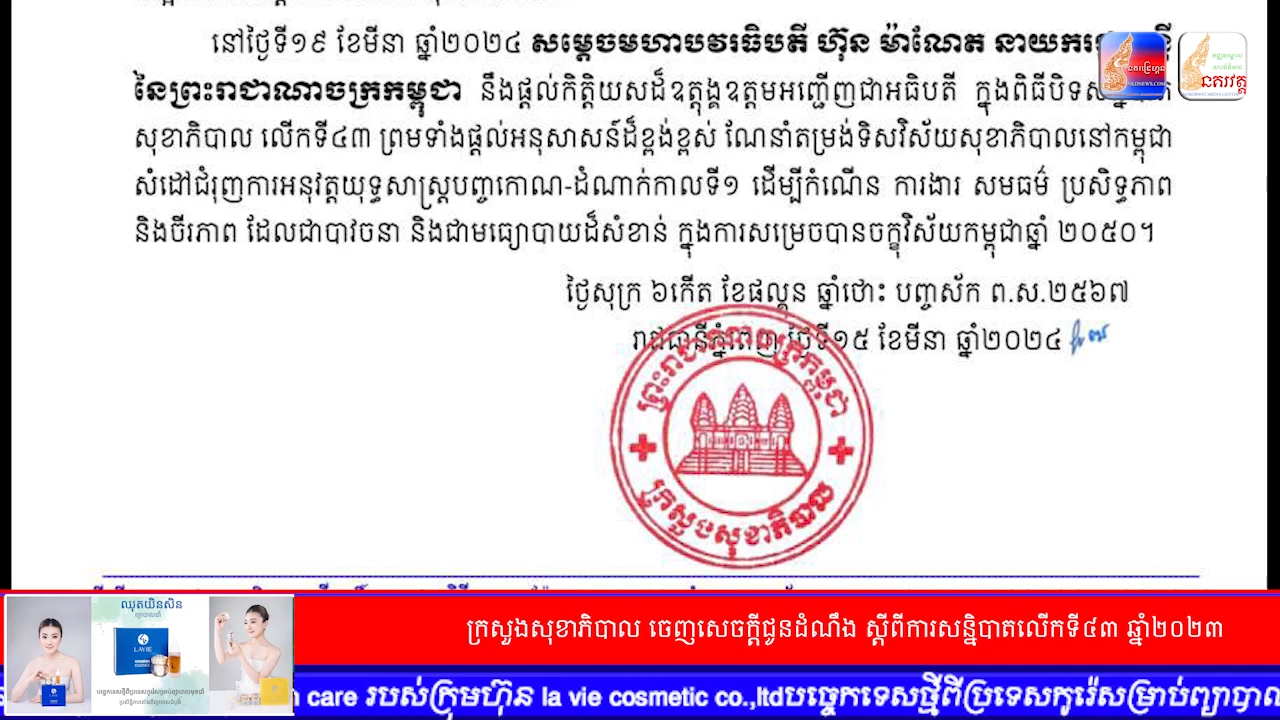 នៅថ្ងៃទី១៩ ខែមីនា ឆ្នាំ២០២៤ សម្តេចមហាបវរធិបតី ហ៊ុន ម៉ាណែត
នៃព្រះរាជាណាចក្រកម្ពុជា នឹងផ្តល់កិត្តិយសដ៏ឧត្តុង្គឧត្តមអញ្ជើញជាអធិបតី ក្នុងពិធីបិទ
សុខាភិបាល លើកទី៤៣ ព្រមទាំងផ្តល់អនុសាសន៍ដ៏ខ្ពង់ខ្ពស់ ណែនាំតម្រង់ទិសវិស័យសុខាភិបាលនៅកម្ពុជា
សំដៅជំរុញការអនុវត្តយុទ្ធសាស្ត្របញ្ចកោណ-ដំណាក់កាលទី១ ដើម្បីកំណើន ការងារ សមធម៌ ប្រសិទ្ធភាព
និងចីរភាព ដែលជាបាវចនា និងជាមធ្យោបាយដ៏សំខាន់ ក្នុងការសម្រេចបានចក្ខុវិស័យកម្ពុជាឆ្នាំ ២០៥០។
ថ្ងៃសុក្រ ៦កើត ខែផល្គុន ឆ្នាំថោះ បញ្ចស័ក ព.ស.២៥៦៧
រាជធានីភ្នំពេញ ថ្ងៃទី១៥ ខែមីនា ឆ្នាំ២០២៤
ព្រះរាជាណាចក្រកម្ពុជា
ក្រសួងសុខាភិបាល
នគរវត្ត
LAVIE
ក្រសួងសុខាភិបាល ចេញសេចក្តីជូនដំណឹង ស្តីពីការសន្និបាតលើកទី៤៣ ឆ្នាំ២០២៣
care របស់ក្រុមហ៊ុន la vie cosmetic co.,ltdបច្ចេកទេសថ្មីពីប្រទេសកូរ៉េសម្រាប់ព្យាបាល